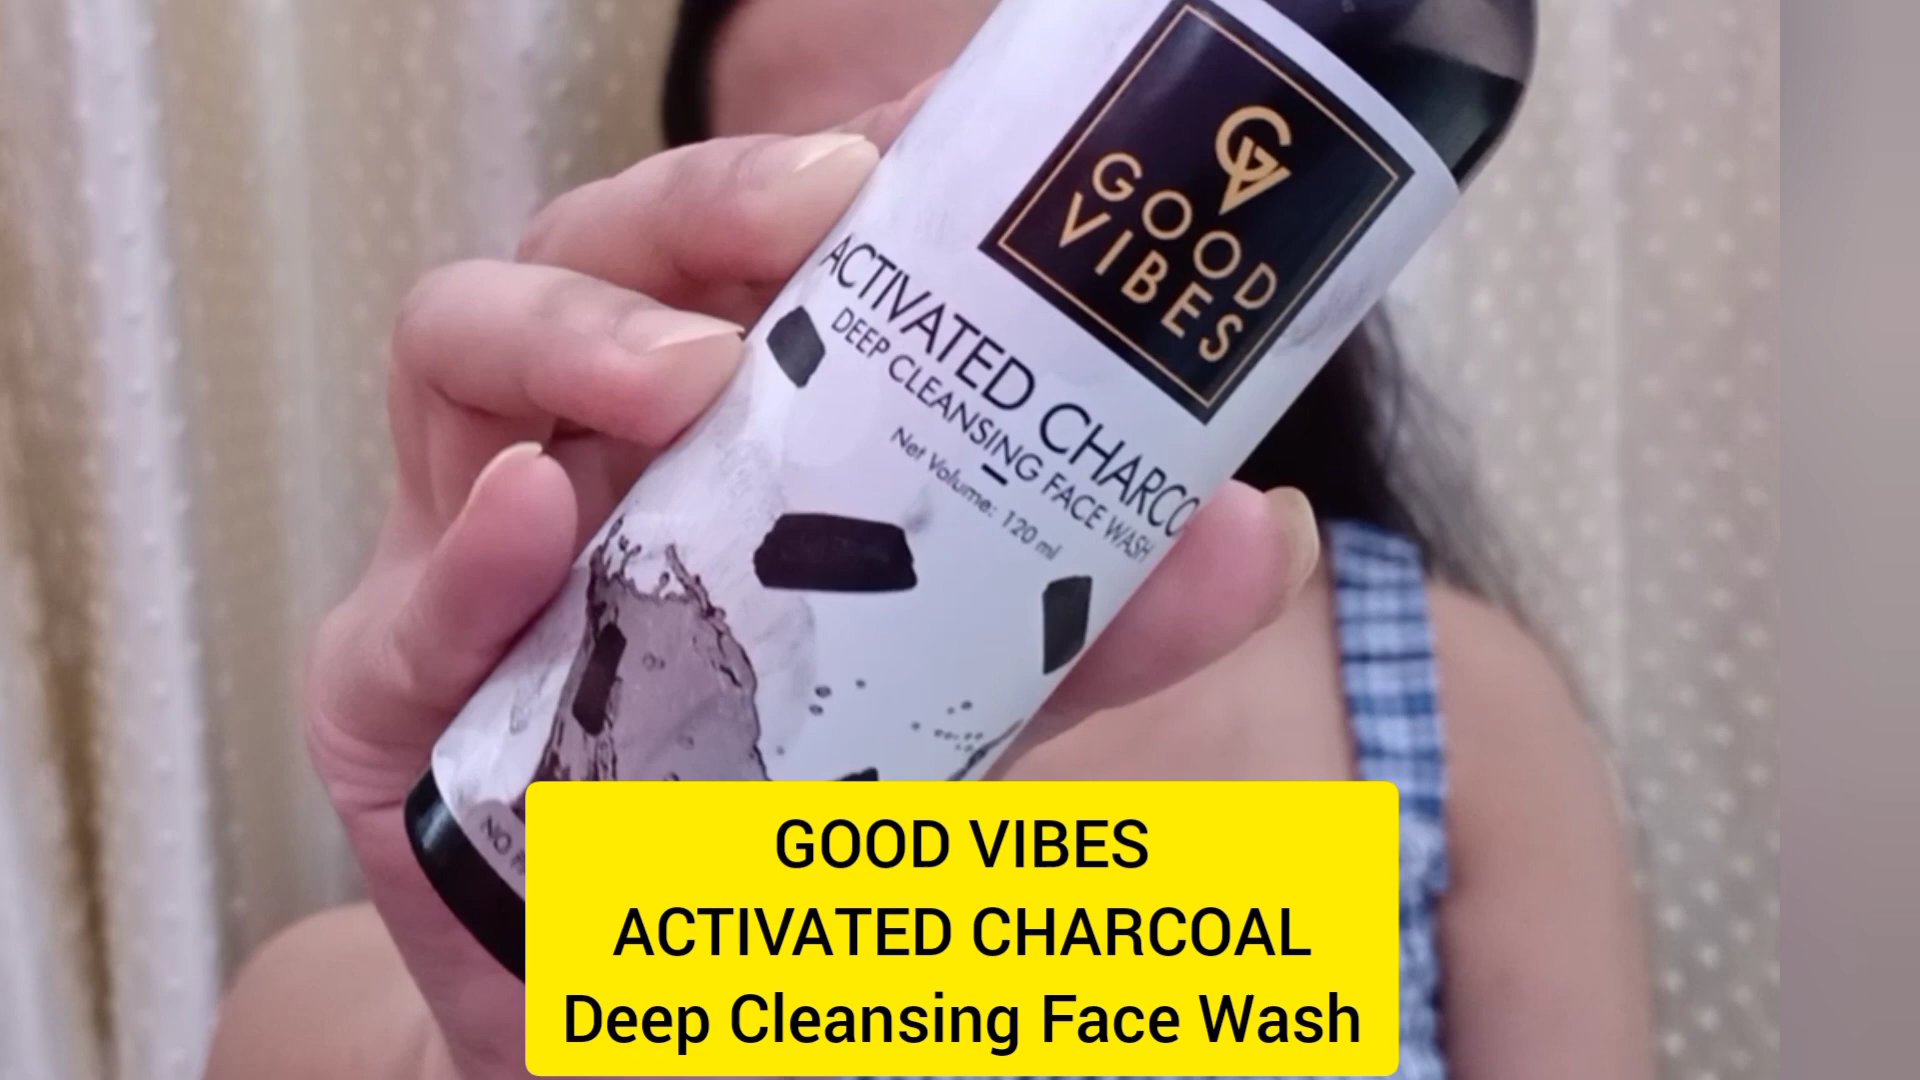 GV
GOOD
VIBES
ACTIVATED CHARCO
DEEP CLEANSING FACE WASH
Net Volume: 120 ml
NO
GOOD VIBES
ACTIVATED CHARCOAL
Deep Cleansing Face Wash